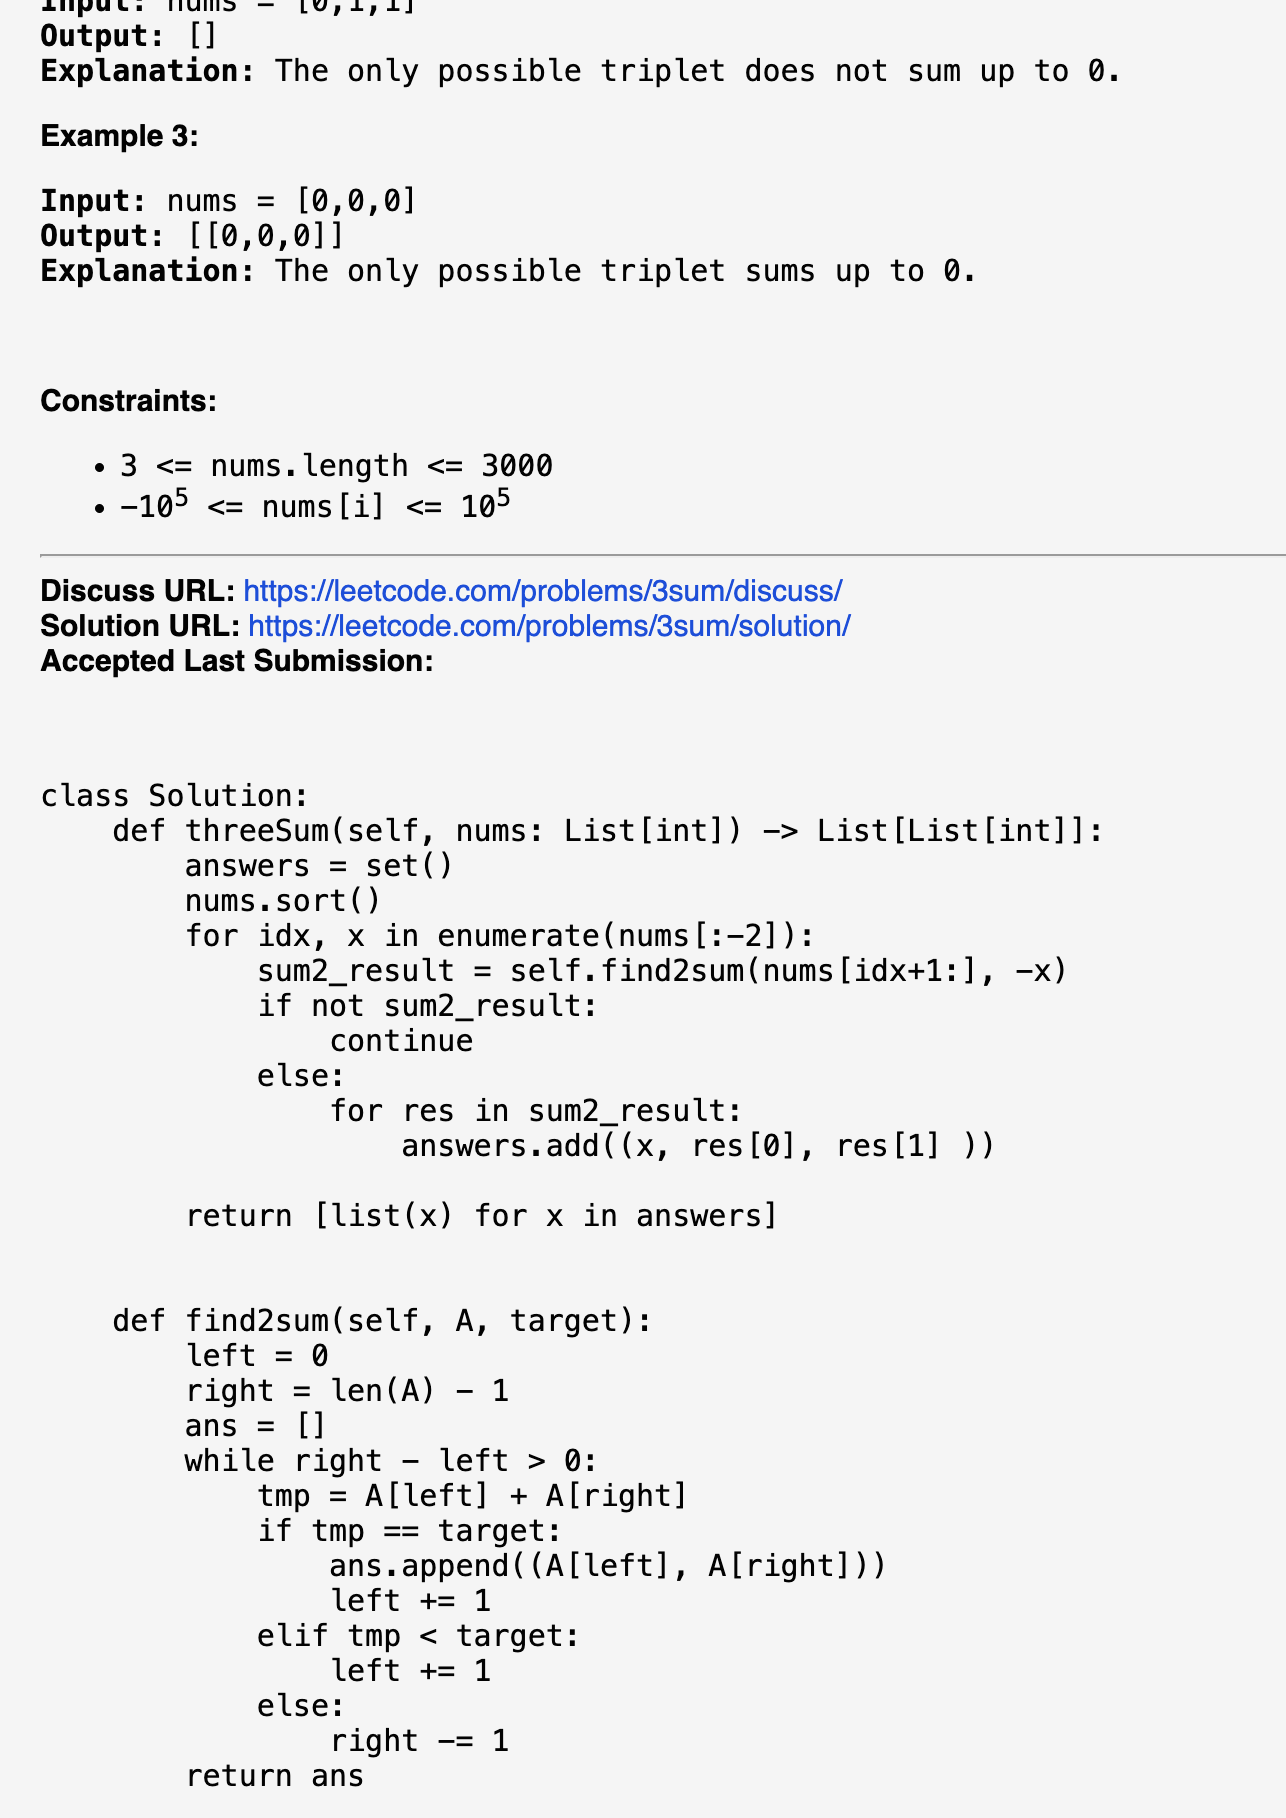 Input: nums = [0,1,1]
Output: []
Explanation: The only possible triplet does not sum up to 0.
Example 3:
Input: nums = [0,0,0]
Output: [[0,0,0]]
Explanation: The only possible triplet sums up to 0.
Constraints:
• 3 <= nums.length <= 3000
• -10⁵ <= nums[i] <= 10⁵
Discuss URL: https://leetcode.com/problems/3sum/discuss/
Solution URL: https://leetcode.com/problems/3sum/solution/
Accepted Last Submission:
class Solution:
    def threeSum(self, nums: List[int]) -> List[List[int]]:
        answers = set()
        nums.sort()
        for idx, x in enumerate(nums[:-2]):
            sum2_result = self.find2sum(nums[idx+1:], -x)
            if not sum2_result:
                continue
            else:
                for res in sum2_result:
                    answers.add((x, res[0], res[1] ))
        return [list(x) for x in answers]
    def find2sum(self, A, target):
        left = 0
        right = len(A) - 1
        ans = []
        while right - left > 0:
            tmp = A[left] + A[right]
            if tmp == target:
                ans.append((A[left], A[right]))
                left += 1
            elif tmp < target:
                left += 1
            else:
                right -= 1
        return ans